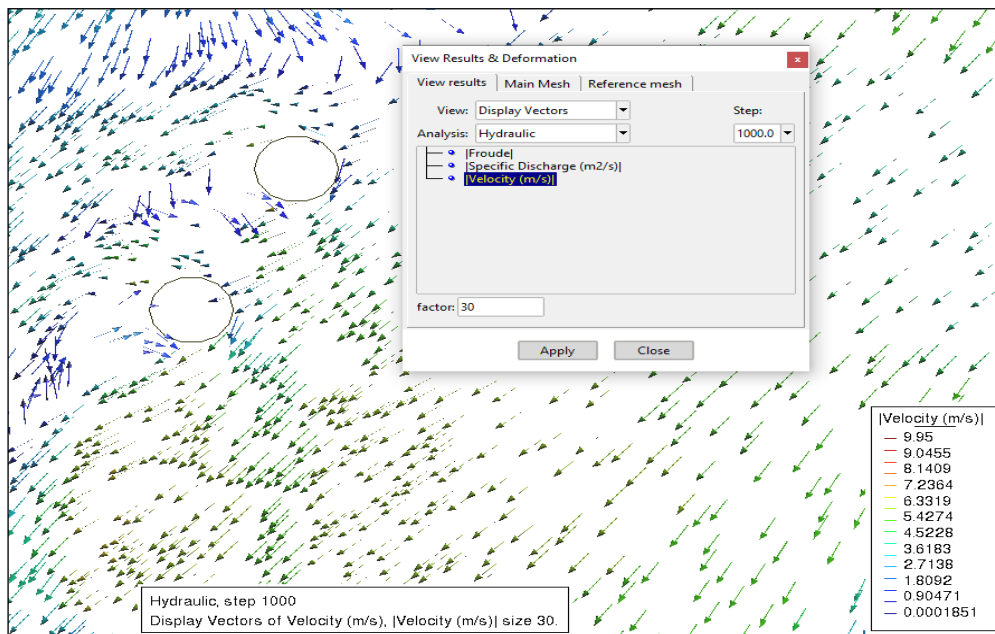 View Results & Deformation
x
View results Main Mesh Reference mesh
View: Display Vectors Step:
Analysis: Hydraulic 1000.0
|Froude|
|Specific Discharge (m2/s)|
|Velocity (m/s)|
factor: 30
Apply Close
|Velocity (m/s)|
9.95
9.0455
8.1409
7.2364
6.3319
5.4274
4.5228
3.6183
2.7138
1.8092
0.90471
0.0001851
Hydraulic, step 1000
Display Vectors of Velocity (m/s), |Velocity (m/s)| size 30.